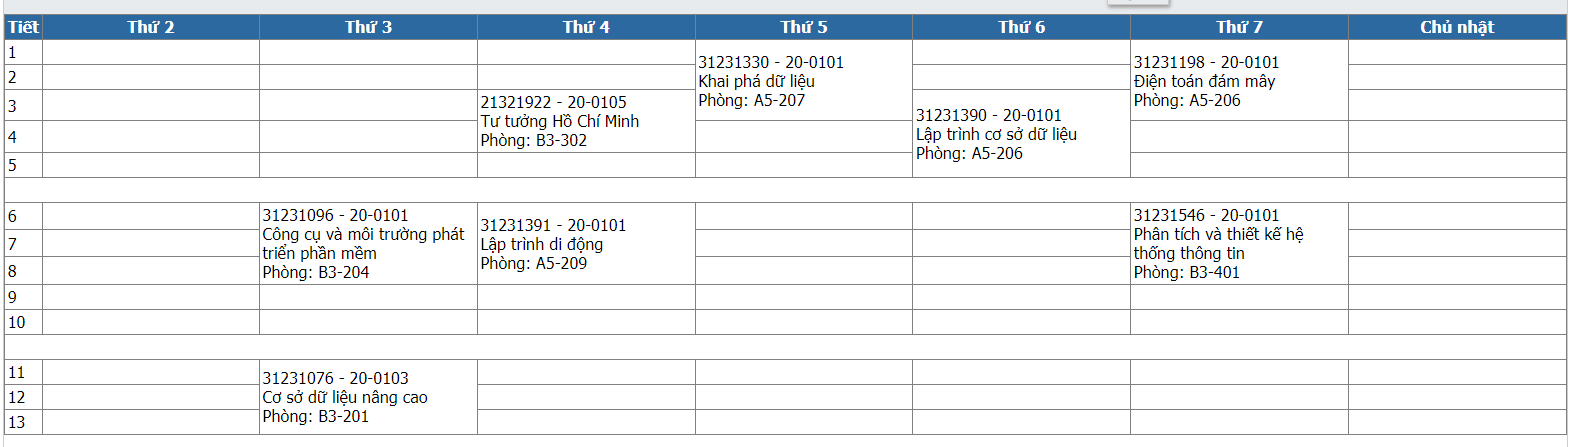 Tiết Thứ 2 Thứ 3 Thứ 4 Thứ 5 Thứ 6 Thứ 7 Chủ nhật
1
2
3
4
5
31231330 - 20-0101
Khai phá dữ liệu
Phòng: A5-207
31231198 - 20-0101
Điện toán đám mây
Phòng: A5-206
21321922 - 20-0105
Tư tưởng Hồ Chí Minh
Phòng: B3-302
31231390 - 20-0101
Lập trình cơ sở dữ liệu
Phòng: A5-206
6
7
8
9
10
31231096 - 20-0101
Công cụ và môi trường phát
triển phần mềm
Phòng: B3-204
31231391 - 20-0101
Lập trình di động
Phòng: A5-209
31231546 - 20-0101
Phân tích và thiết kế hệ
thống thông tin
Phòng: B3-401
11
12
13
31231076 - 20-0103
Cơ sở dữ liệu nâng cao
Phòng: B3-201